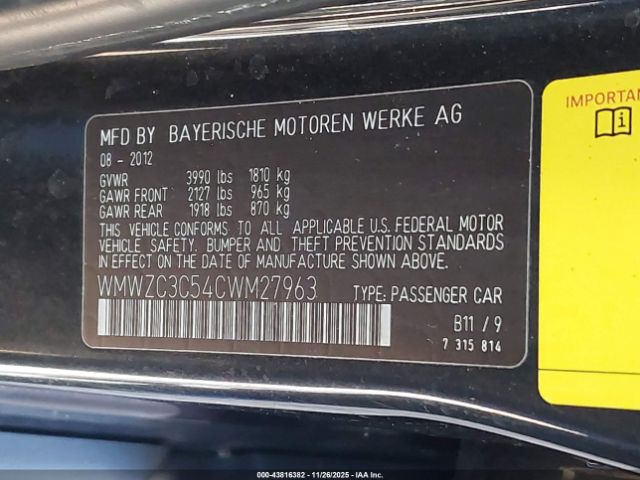 MFD BY BAYERISCHE MOTOREN WERKE AG
08 - 2012
GVWR 3990 lbs 1810 kg
GAWR FRONT 2127 lbs 965 kg
GAWR REAR 1918 lbs 870 kg
THIS VEHICLE CONFORMS TO ALL APPLICABLE U.S. FEDERAL MOTOR
VEHICLE SAFETY, BUMPER AND THEFT PREVENTION STANDARDS
IN EFFECT ON THE DATE OF MANUFACTURE SHOWN ABOVE.
WMWZC3C54CWM27963 TYPE: PASSENGER CAR
B11 / 9
7 315 814
IMPORTAN
000-43816382 - 11/26/2025 - IAA Inc.